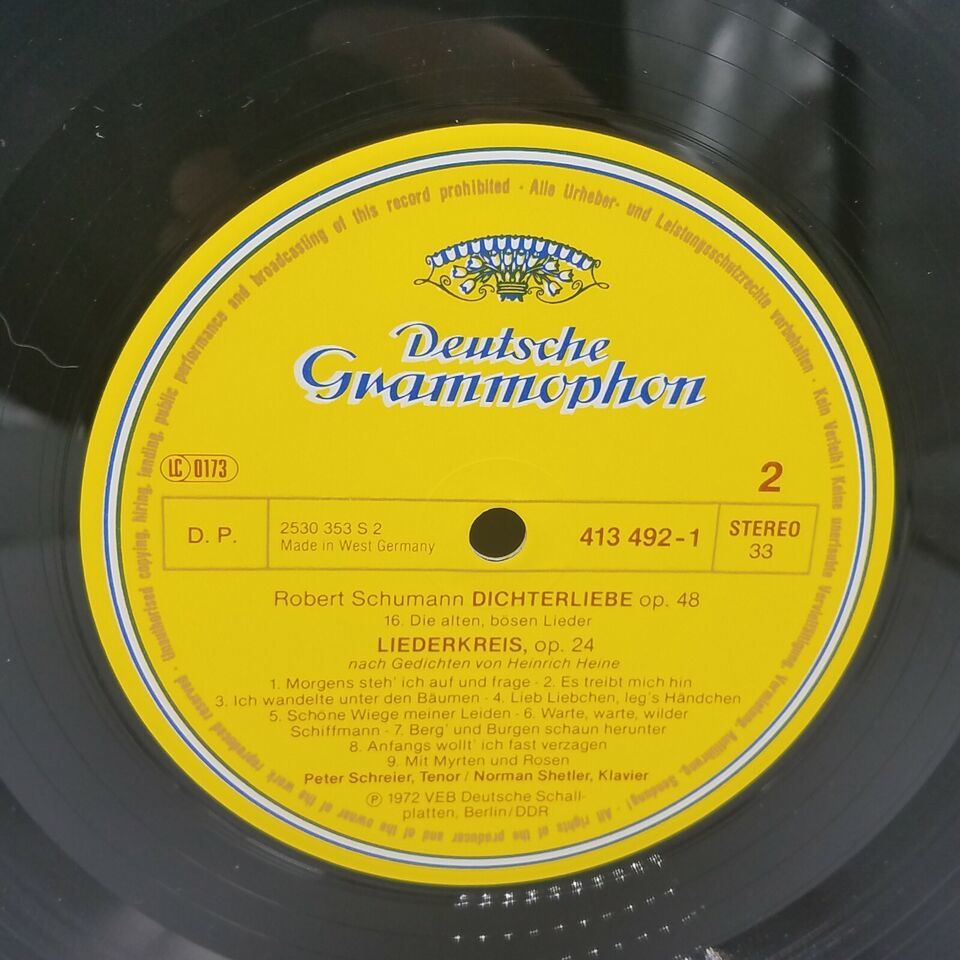 Alle Urheber- und Leistungsschutzrechte vorbehalten · Kein Verleih! Keine unerlaubte Vervielfältigung, Vermietung, Aufführung, Sendung! · All rights of the producer and of the owner of the work reproduced reserved · Unauthorised copying, hiring, lending, public performance and broadcasting of this record prohibited ·
Deutsche
Grammophon
LC 0173
2
D. P.
2530 353 S 2
Made in West Germany
413 492-1
STEREO
33
Robert Schumann DICHTERLIEBE op. 48
16. Die alten, bösen Lieder
LIEDERKREIS, op. 24
nach Gedichten von Heinrich Heine
1. Morgens steh' ich auf und frage · 2. Es treibt mich hin
3. Ich wandelte unter den Bäumen · 4. Lieb Liebchen, leg's Händchen
5. Schöne Wiege meiner Leiden · 6. Warte, warte, wilder
Schiffmann · 7. Berg' und Burgen schaun herunter
8. Anfangs wollt' ich fast verzagen
9. Mit Myrten und Rosen
Peter Schreier, Tenor / Norman Shetler, Klavier
Ⓟ 1972 VEB Deutsche Schall-
platten, Berlin/DDR